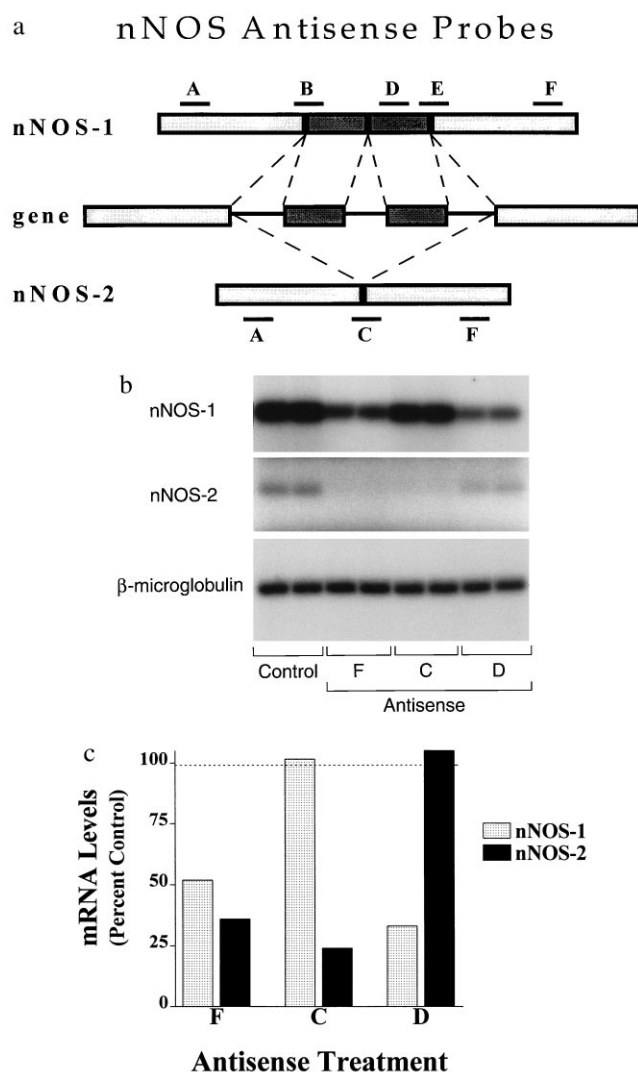 a nNOS Antisense Probes
A B D E F
nNOS-1
gene
nNOS-2
A C F
b
nNOS-1
nNOS-2
β-microglobulin
Control F C D
Antisense
c
mRNA Levels
(Percent Control)
100
75
50
25
0
F C D
nNOS-1
nNOS-2
Antisense Treatment